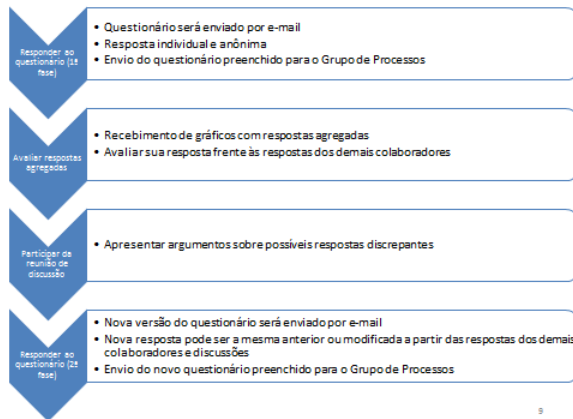 Responder ao
questionário (1ª
fase)
• Questionário será enviado por e-mail
• Resposta individual e anônima
• Envio do questionário preenchido para o Grupo de Processos
Avaliar respostas
agregadas
• Recebimento de gráficos com respostas agregadas
• Avaliar sua resposta frente às respostas dos demais colaboradores
Participar da
reunião de
discussão
• Apresentar argumentos sobre possíveis respostas discrepantes
Responder ao
questionário (2ª
fase)
• Nova versão do questionário será enviado por e-mail
• Nova resposta pode ser a mesma anterior ou modificada a partir das respostas dos demais
colaboradores e discussões
• Envio do novo questionário preenchido para o Grupo de Processos
9